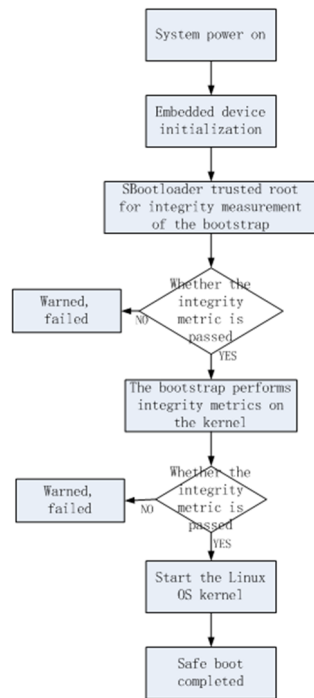 System power on
Embedded device
initialization
SBootloader trusted root
for integrity measurement
of the bootstrap
Whether the
integrity
metric is
passed
Warned,
failed
NO
YES
The bootstrap performs
integrity metrics on
the kernel
Whether the
integrity
metric is
passed
Warned,
failed
NO
YES
Start the Linux
OS kernel
Safe boot
completed